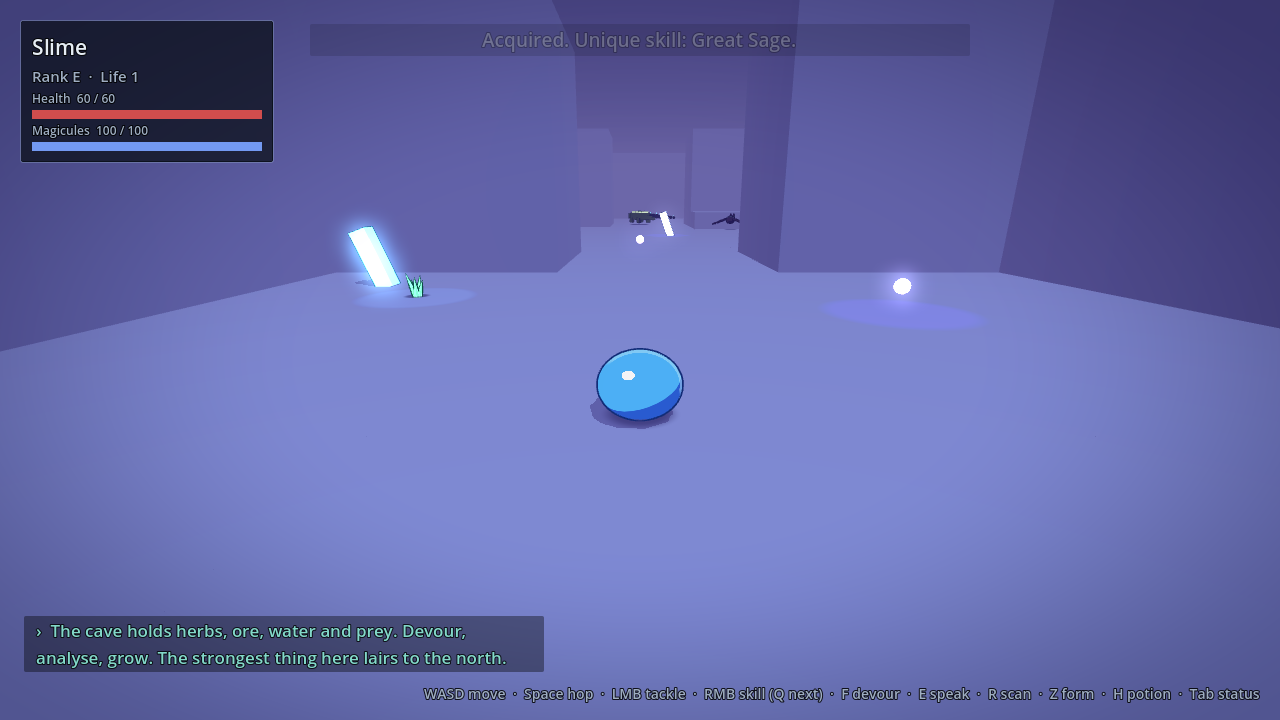 Slime
Acquired. Unique skill: Great Sage.
Rank E · Life 1
Health 60 / 60
Magicules 100 / 100
› The cave holds herbs, ore, water and prey. Devour,
analyse, grow. The strongest thing here lairs to the north.
WASD move · Space hop · LMB tackle · RMB skill (Q next) · F devour · E speak · R scan · Z form · H potion · Tab status